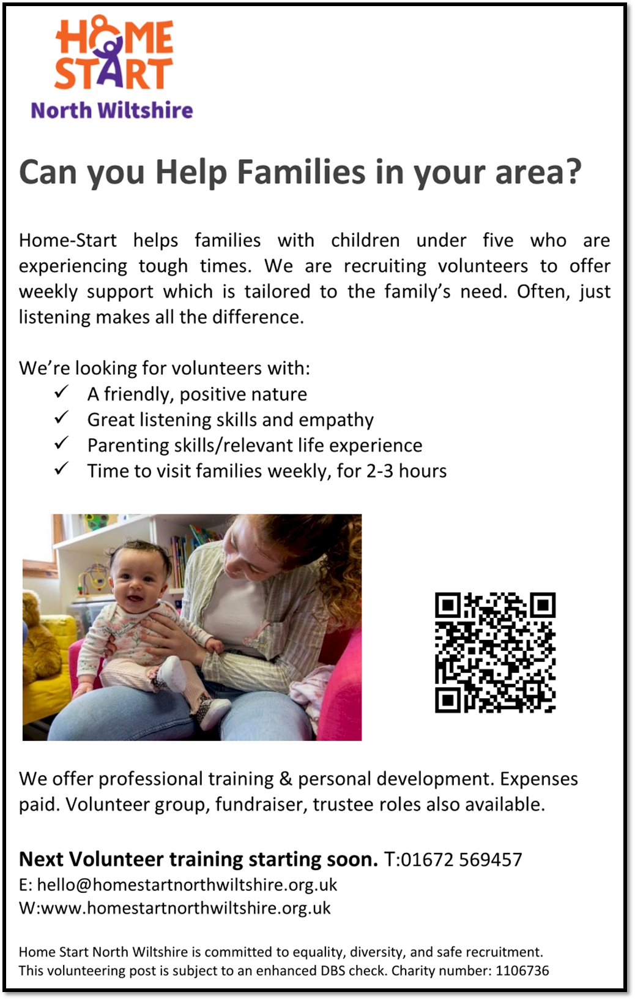 HOME
START
North Wiltshire
Can you Help Families in your area?
Home-Start helps families with children under five who are
experiencing tough times. We are recruiting volunteers to offer
weekly support which is tailored to the family’s need. Often, just
listening makes all the difference.
We’re looking for volunteers with:
✓ A friendly, positive nature
✓ Great listening skills and empathy
✓ Parenting skills/relevant life experience
✓ Time to visit families weekly, for 2-3 hours
We offer professional training & personal development. Expenses
paid. Volunteer group, fundraiser, trustee roles also available.
Next Volunteer training starting soon. T:01672 569457
E: hello@homestartnorthwiltshire.org.uk
W:www.homestartnorthwiltshire.org.uk
Home Start North Wiltshire is committed to equality, diversity, and safe recruitment.
This volunteering post is subject to an enhanced DBS check. Charity number: 1106736